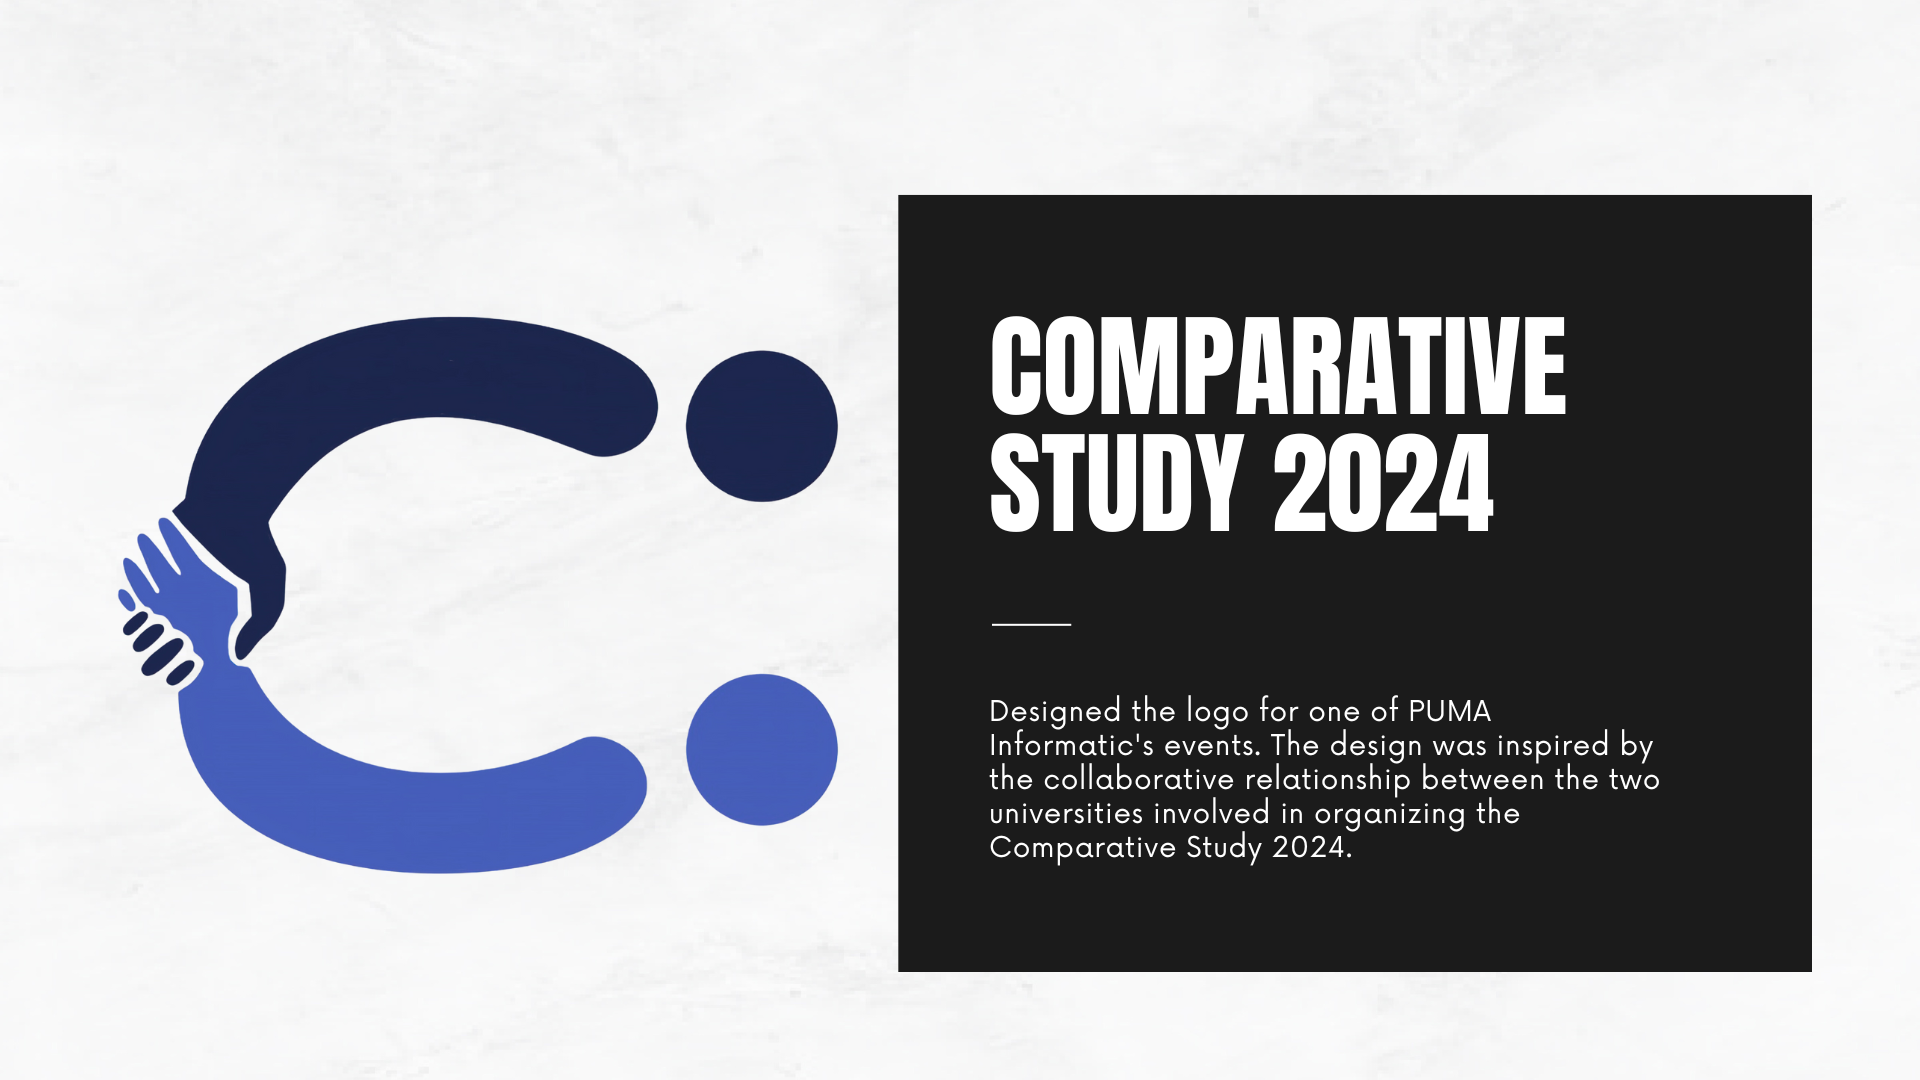 COMPARATIVE
STUDY 2024
Designed the logo for one of PUMA
Informatic's events. The design was inspired by
the collaborative relationship between the two
universities involved in organizing the
Comparative Study 2024.